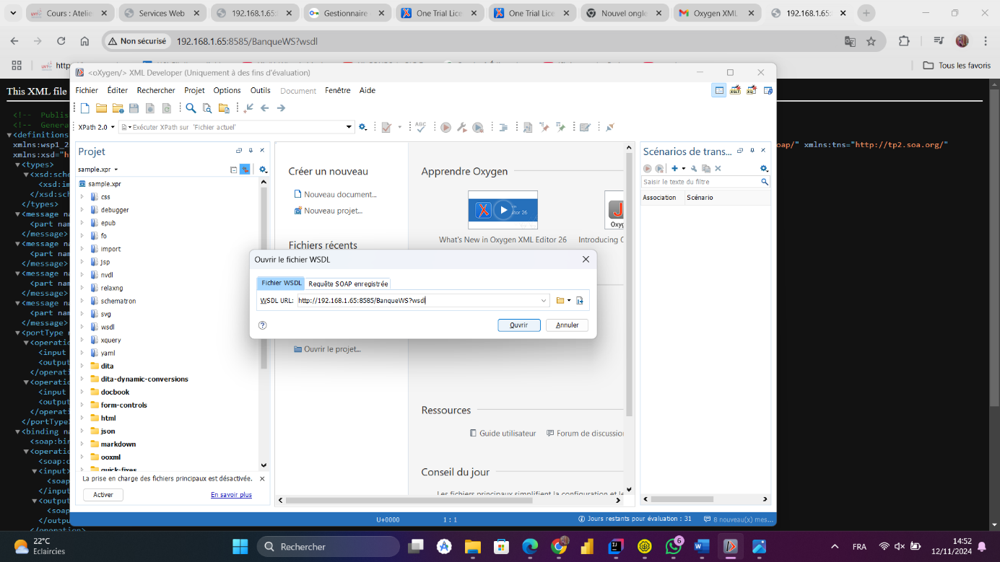 Cour : Atelie
Services Web
192.168.1.65:
Gestionnaire
One Trial Lice
One Trial Lice
Nouvel ongle
Oxygen XML
192.168.1.65:
Non sécurisé
192.168.1.65:8585/BanqueWS?wsdl
Tous les favoris
This XML file
<!-- Publis
<!-- Genera
<definitions
xmlns:wsp1_2
xmlns:xsd="h
oap/" xmlns:tns="http://tp2.soa.org/"
<types>
<xsd:sche
<xsd:im
</xsd:sch
</types>
<message na
<part nam
</message>
<message na
<part nam
</message>
<message na
<part nam
</message>
<message na
<part nam
</message>
<portType n
<operatio
<input
<output
</operati
<operatio
<input
<output
</operati
</portType>
<binding na
<soap:bin
<operatio
<soap:o
<input>
<soap
</input
<output
<soap
</outpu
</operation>
<oXygen/> XML Developer (Uniquement à des fins d'évaluation)
Fichier Éditer Rechercher Projet Options Outils Document Fenêtre Aide
XPath 2.0
Exécuter XPath sur 'Fichier actuel'
Projet
sample.xpr
sample.xpr
css
debugger
epub
fo
import
jsp
nvdl
relaxng
schematron
svg
wsdl
xquery
yaml
dita
dita-dynamic-conversions
docbook
form-controls
html
json
markdown
ooxml
quick-fixes
La prise en charge des fichiers principaux est désactivée.
Activer
En savoir plus
Créer un nouveau
Nouveau document...
Nouveau projet...
Fichiers récents
Ouvrir le projet...
Apprendre Oxygen
What's New in Oxygen XML Editor 26
Introducing O
Ressources
Guide utilisateur
Forum de discussion
Conseil du jour
Les fichiers principaux simplifient la configuration et le
Scénarios de trans...
Saisir le texte du filtre
Association
Scénario
Ouvrir le fichier WSDL
Fichier WSDL
Requête SOAP enregistrée
WSDL URL:
http://192.168.1.65:8585/BanqueWS?wsdl
Ouvrir
Annuler
U+0000
1 : 1
Jours restants pour évaluation : 31
8 nouveau(x) mes...
22°C
Eclaircies
Rechercher
6
FRA
14:52
12/11/2024